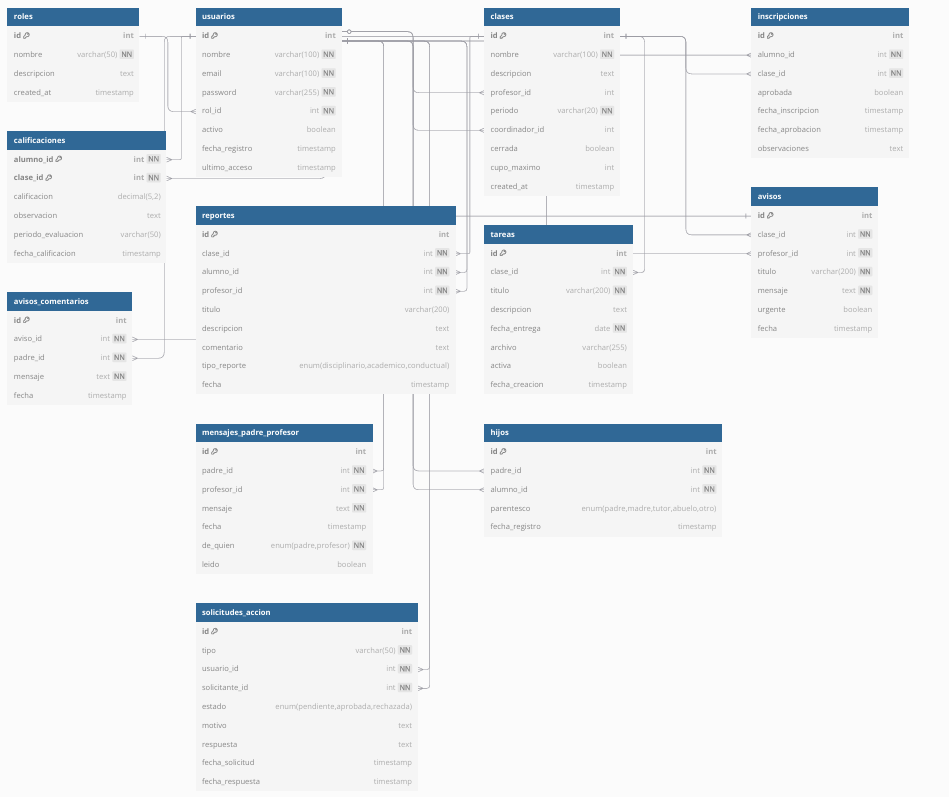 roles
id int
nombre varchar(50) NN
descripcion text
created_at timestamp
usuarios
id int
nombre varchar(100) NN
email varchar(100) NN
password varchar(255) NN
rol_id int NN
activo boolean
fecha_registro timestamp
ultimo_acceso timestamp
clases
id int
nombre varchar(100) NN
descripcion text
profesor_id int
periodo varchar(20) NN
coordinador_id int
cerrada boolean
cupo_maximo int
created_at timestamp
inscripciones
id int
alumno_id int NN
clase_id int NN
aprobada boolean
fecha_inscripcion timestamp
fecha_aprobacion timestamp
observaciones text
calificaciones
alumno_id int NN
clase_id int NN
calificacion decimal(5,2)
observacion text
periodo_evaluacion varchar(50)
fecha_calificacion timestamp
avisos
id int
clase_id int NN
profesor_id int NN
titulo varchar(200) NN
mensaje text NN
urgente boolean
fecha timestamp
reportes
id int
clase_id int NN
alumno_id int NN
profesor_id int NN
titulo varchar(200)
descripcion text
comentario text
tipo_reporte enum(disciplinario,academico,conductual)
fecha timestamp
tareas
id int
clase_id int NN
titulo varchar(200) NN
descripcion text
fecha_entrega date NN
archivo varchar(255)
activa boolean
fecha_creacion timestamp
avisos_comentarios
id int
aviso_id int NN
padre_id int NN
mensaje text NN
fecha timestamp
mensajes_padre_profesor
id int
padre_id int NN
profesor_id int NN
mensaje text NN
fecha timestamp
de_quien enum(padre,profesor) NN
leido boolean
hijos
id int
padre_id int NN
alumno_id int NN
parentesco enum(padre,madre,tutor,abuelo,otro)
fecha_registro timestamp
solicitudes_accion
id int
tipo varchar(50) NN
usuario_id int NN
solicitante_id int NN
estado enum(pendiente,aprobada,rechazada)
motivo text
respuesta text
fecha_solicitud timestamp
fecha_respuesta timestamp